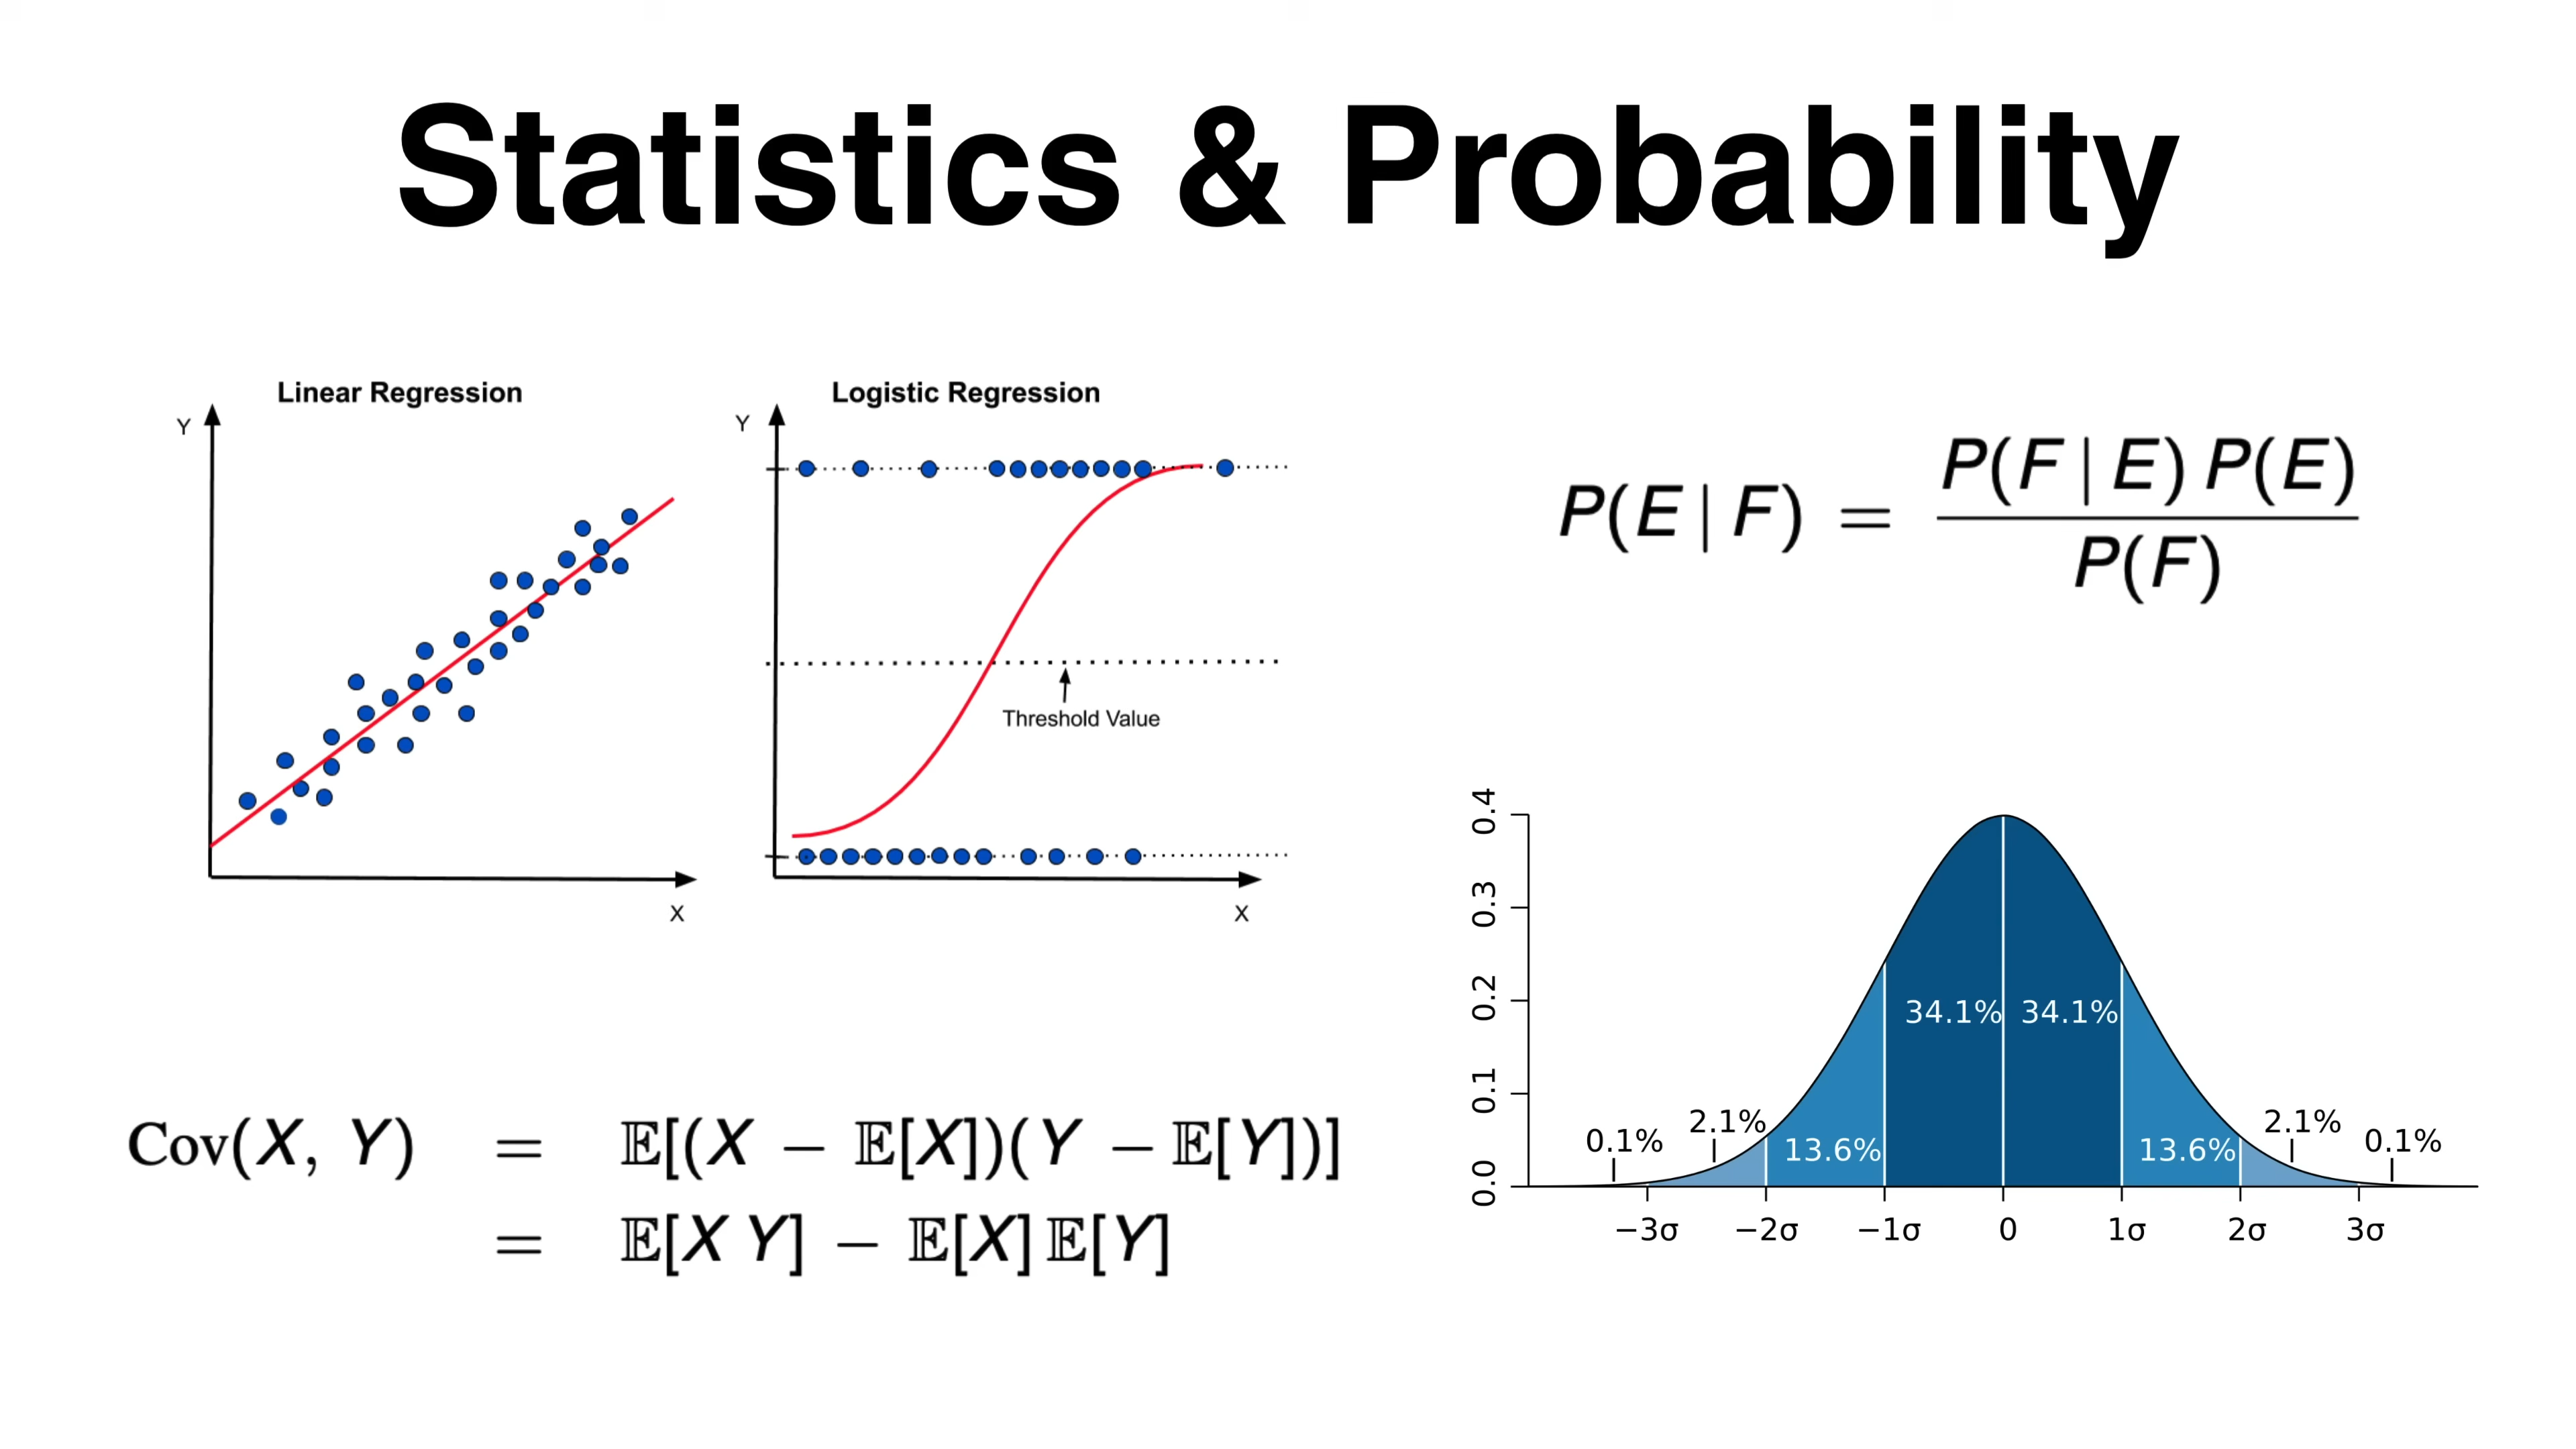 Statistics & Probability
Linear Regression
Y
X
Logistic Regression
Y
Threshold Value
X
P(E | F) = P(F | E) P(E) / P(F)
Cov(X, Y) = 𝔼[(X − 𝔼[X])(Y − 𝔼[Y])]
= 𝔼[X Y] − 𝔼[X] 𝔼[Y]
0.4
0.3
0.2
0.1
0.0
34.1% 34.1%
0.1% 2.1% 13.6% 13.6% 2.1% 0.1%
−3σ −2σ −1σ 0 1σ 2σ 3σ